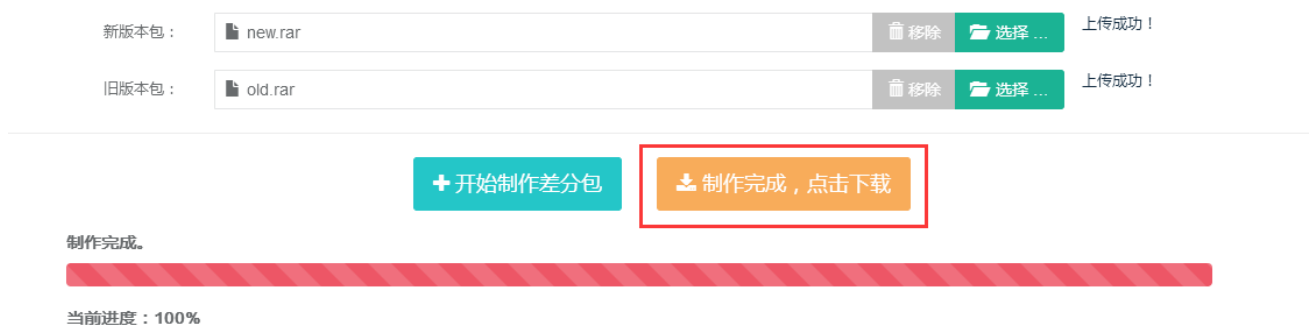 新版本包： new.rar 移除 选择 ... 上传成功！
旧版本包： old.rar 移除 选择 ... 上传成功！
开始制作差分包 制作完成，点击下载
制作完成。
当前进度：100%